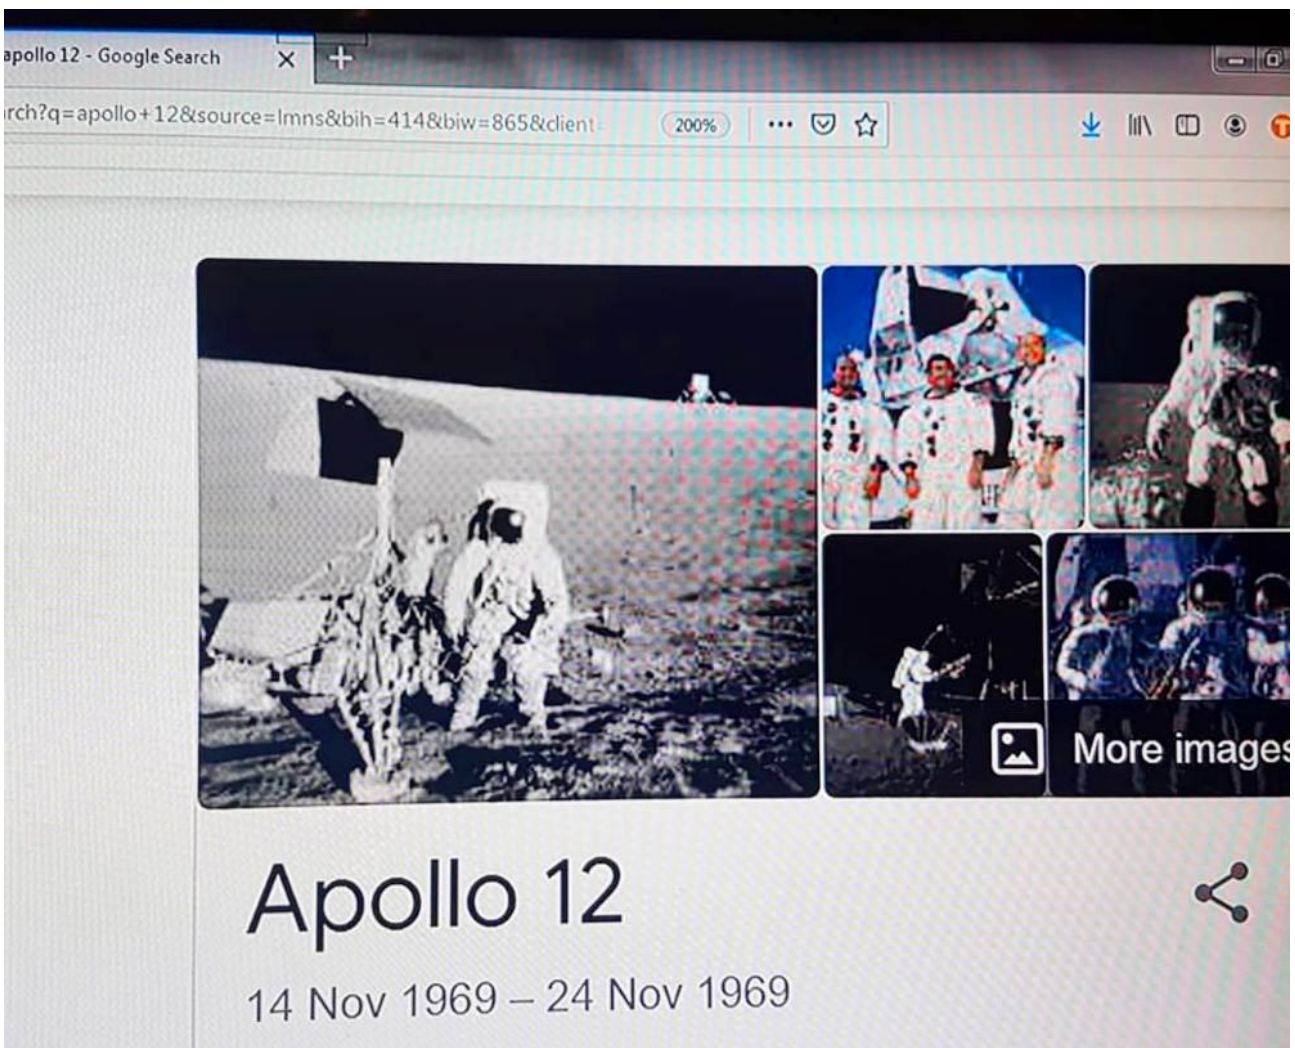 apollo 12 - Google Search
rch?q=apollo+12&source=lmns&bih=414&biw=865&client
200%
More images
Apollo 12
14 Nov 1969 – 24 Nov 1969